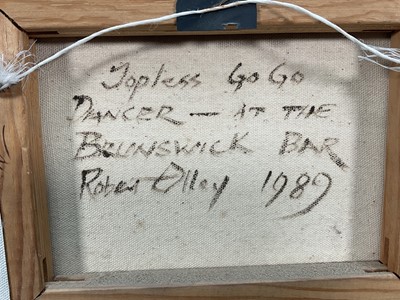 Topless Go Go
DANCER — AT THE
BRUNSWICK BAR
Robert Olley 1989